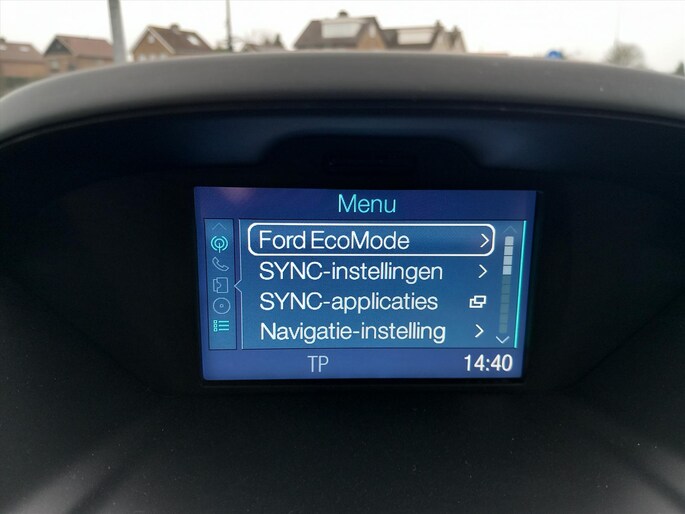 Menu
Ford EcoMode
SYNC-instellingen
SYNC-applicaties
Navigatie-instelling
TP 14:40